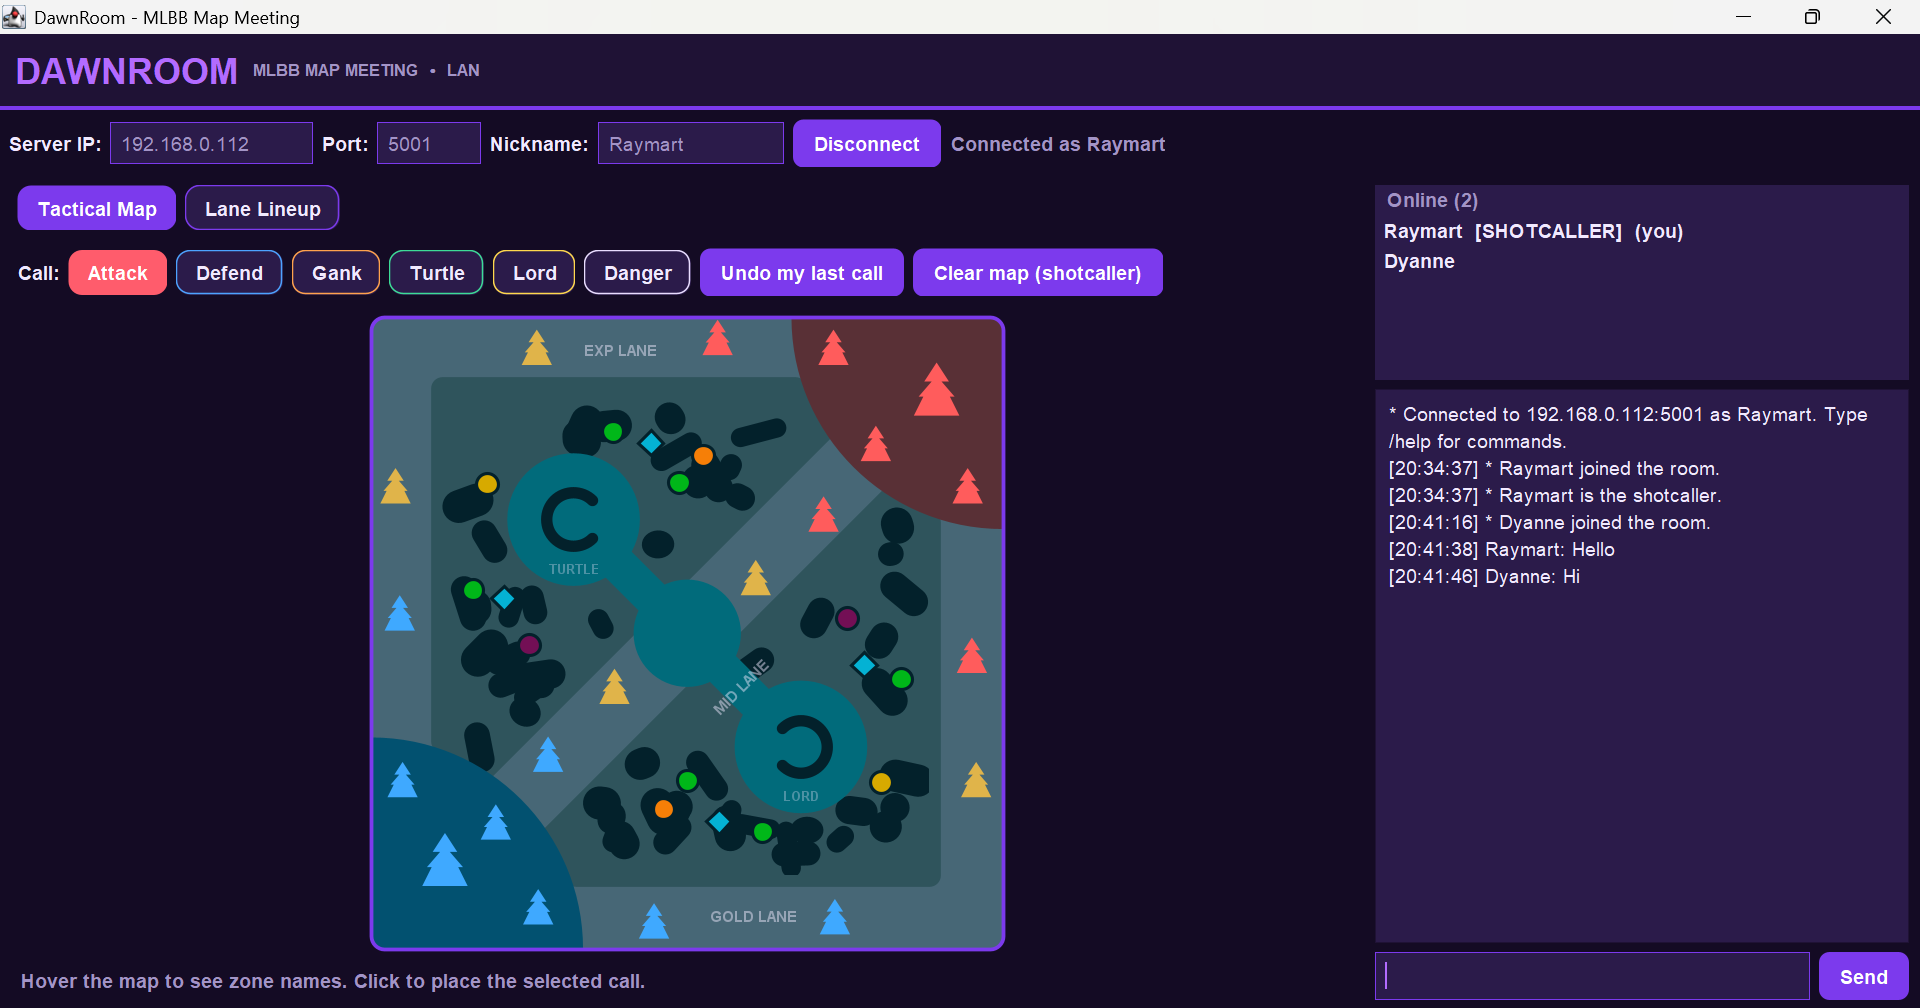 DawnRoom - MLBB Map Meeting
DAWNROOM MLBB MAP MEETING • LAN
Server IP: 192.168.0.112 Port: 5001 Nickname: Raymart Disconnect Connected as Raymart
Tactical Map Lane Lineup
Call: Attack Defend Gank Turtle Lord Danger Undo my last call Clear map (shotcaller)
EXP LANE
TURTLE
MID LANE
LORD
GOLD LANE
Hover the map to see zone names. Click to place the selected call.
Online (2)
Raymart [SHOTCALLER] (you)
Dyanne
* Connected to 192.168.0.112:5001 as Raymart. Type
/help for commands.
[20:34:37] * Raymart joined the room.
[20:34:37] * Raymart is the shotcaller.
[20:41:16] * Dyanne joined the room.
[20:41:38] Raymart: Hello
[20:41:46] Dyanne: Hi
Send